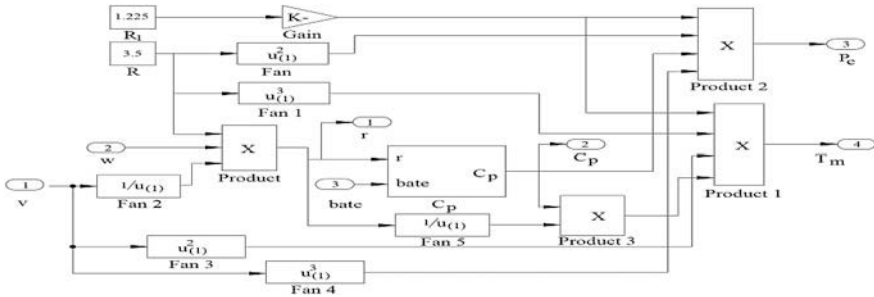 1.225
R1
K-
Gain
3.5
R
u(1)^2
Fan
X
Product 2
3
Pe
u(1)^3
Fan 1
1
r
2
w
X
Product
r
bate
Cp
Cp
2
Cp
X
Product 1
4
Tm
1
v
1/u(1)
Fan 2
3
bate
1/u(1)
Fan 5
X
Product 3
u(1)^2
Fan 3
u(1)^3
Fan 4